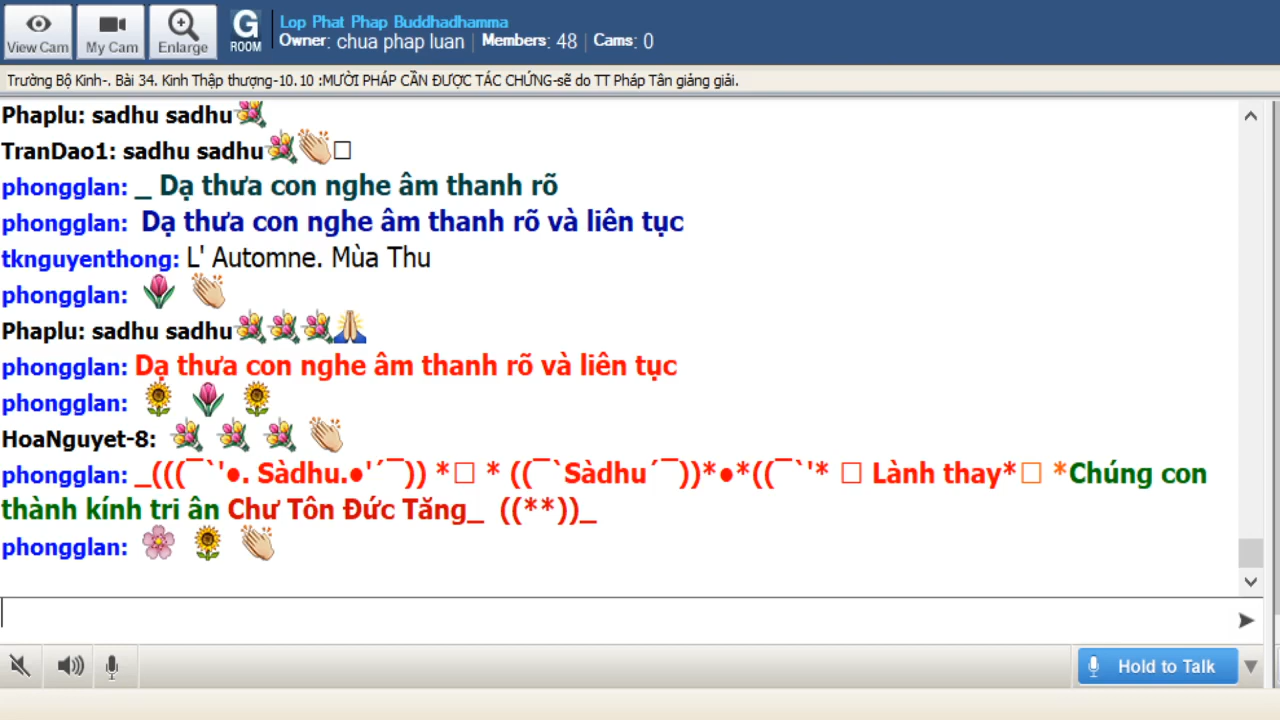 View Cam
My Cam
Enlarge
G
ROOM
Lop Phat Phap Buddhadhamma
Owner: chua phap luan | Members: 48 | Cams: 0
Trường Bộ Kinh-. Bài 34. Kinh Thập thượng-10.10 :MƯỜI PHÁP CẦN ĐƯỢC TÁC CHỨNG-sẽ do TT Pháp Tân giảng giải.
Phaplu: sadhu sadhu💐
TranDao1: sadhu sadhu💐👏□
phongglan: _ Dạ thưa con nghe âm thanh rõ
phongglan: Dạ thưa con nghe âm thanh rõ và liên tục
tknguyenthong: L' Automne. Mùa Thu
phongglan: 🌷 👏
Phaplu: sadhu sadhu💐💐💐🙏
phongglan: Dạ thưa con nghe âm thanh rõ và liên tục
phongglan: 🌻 🌷 🌻
HoaNguyet-8: 💐 💐 💐 👏
phongglan: _(((¯`'●. Sàdhu.●'´¯)) *□ * ((¯`Sàdhu´¯))*●*((¯`'* □ Lành thay*□ *Chúng con
thành kính tri ân Chư Tôn Đức Tăng_ ((**))_
phongglan: 🌸 🌻 👏
Hold to Talk